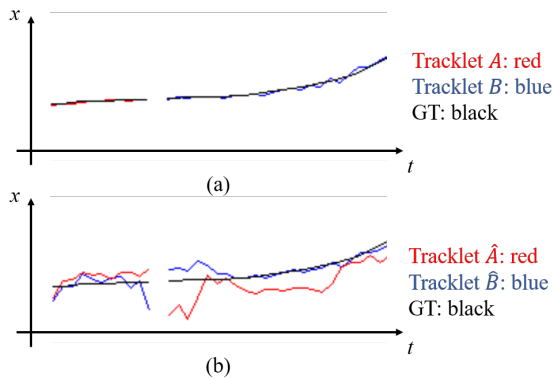 x
Tracklet A: red
Tracklet B: blue
GT: black
t
(a)
x
Tracklet Â: red
Tracklet B̂: blue
GT: black
t
(b)